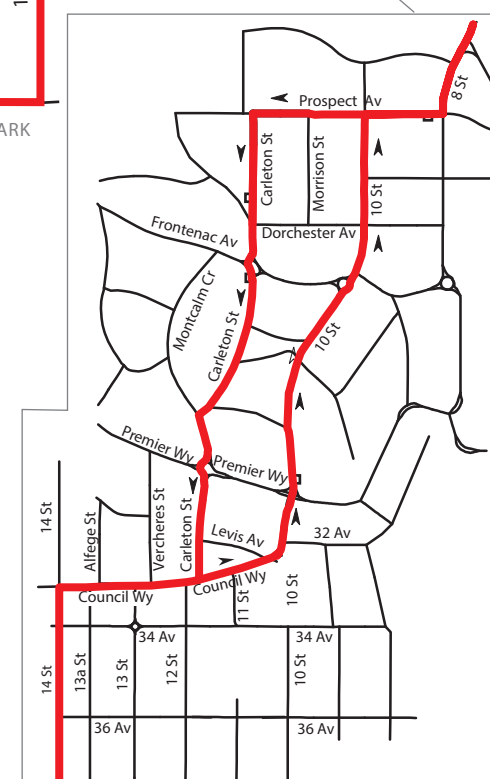 1
ARK
8 St
Prospect Av
Carleton St
Morrison St
10 St
Frontenac Av
Dorchester Av
Montcalm Cr
Carleton St
10 St
Premier Wy
Premier Wy
14 St
Alfege St
Vercheres St
Carleton St
Levis Av
32 Av
Council Wy
Council Wy
11 St
10 St
34 Av
34 Av
14 St
13a St
13 St
12 St
10 St
36 Av
36 Av